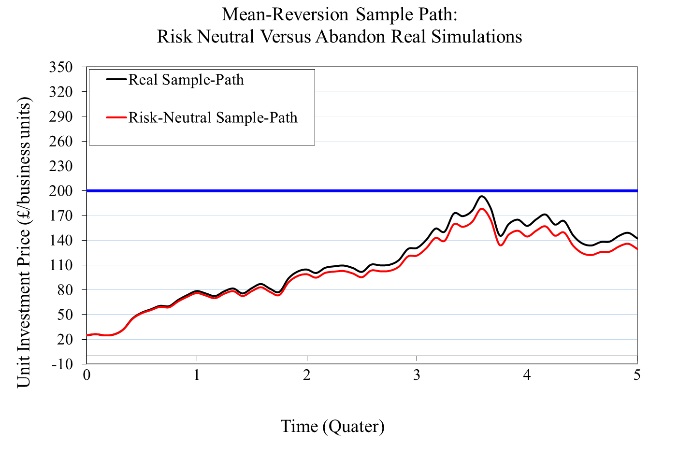 Mean-Reversion Sample Path:
Risk Neutral Versus Abandon Real Simulations
Unit Investment Price (£/business units)
350
320
290
260
230
200
170
140
110
80
50
20
-10
Real Sample-Path
Risk-Neutral Sample-Path
0 1 2 3 4 5
Time (Quater)